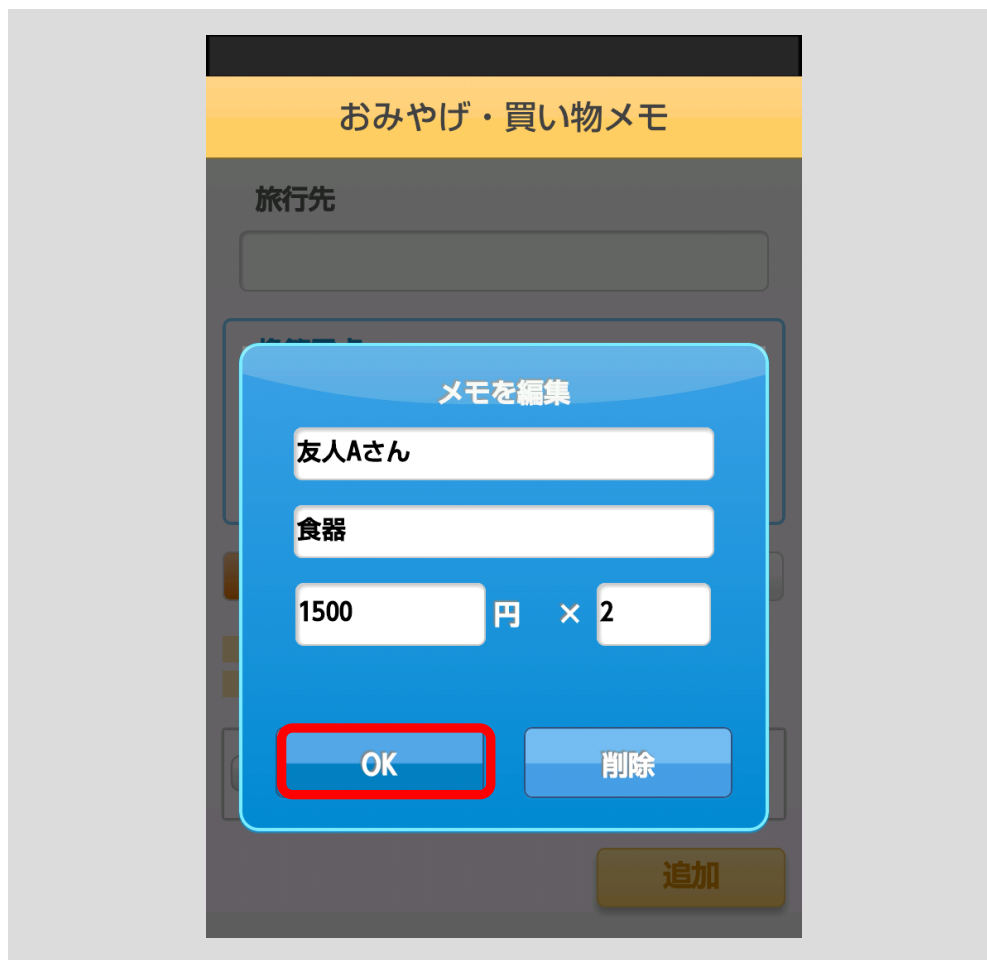 おみやげ・買い物メモ
旅行先
メモを編集
友人Aさん
食器
1500 円 × 2
OK 削除
追加